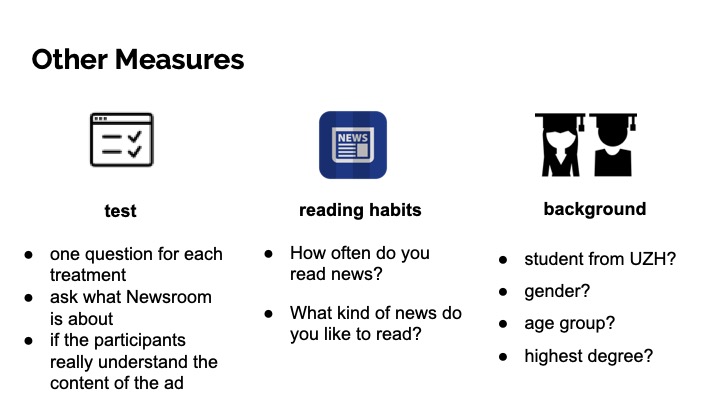 Other Measures
NEWS
test
● one question for each
treatment
● ask what Newsroom
is about
● if the participants
really understand the
content of the ad
reading habits
● How often do you
read news?
● What kind of news do
you like to read?
background
● student from UZH?
● gender?
● age group?
● highest degree?